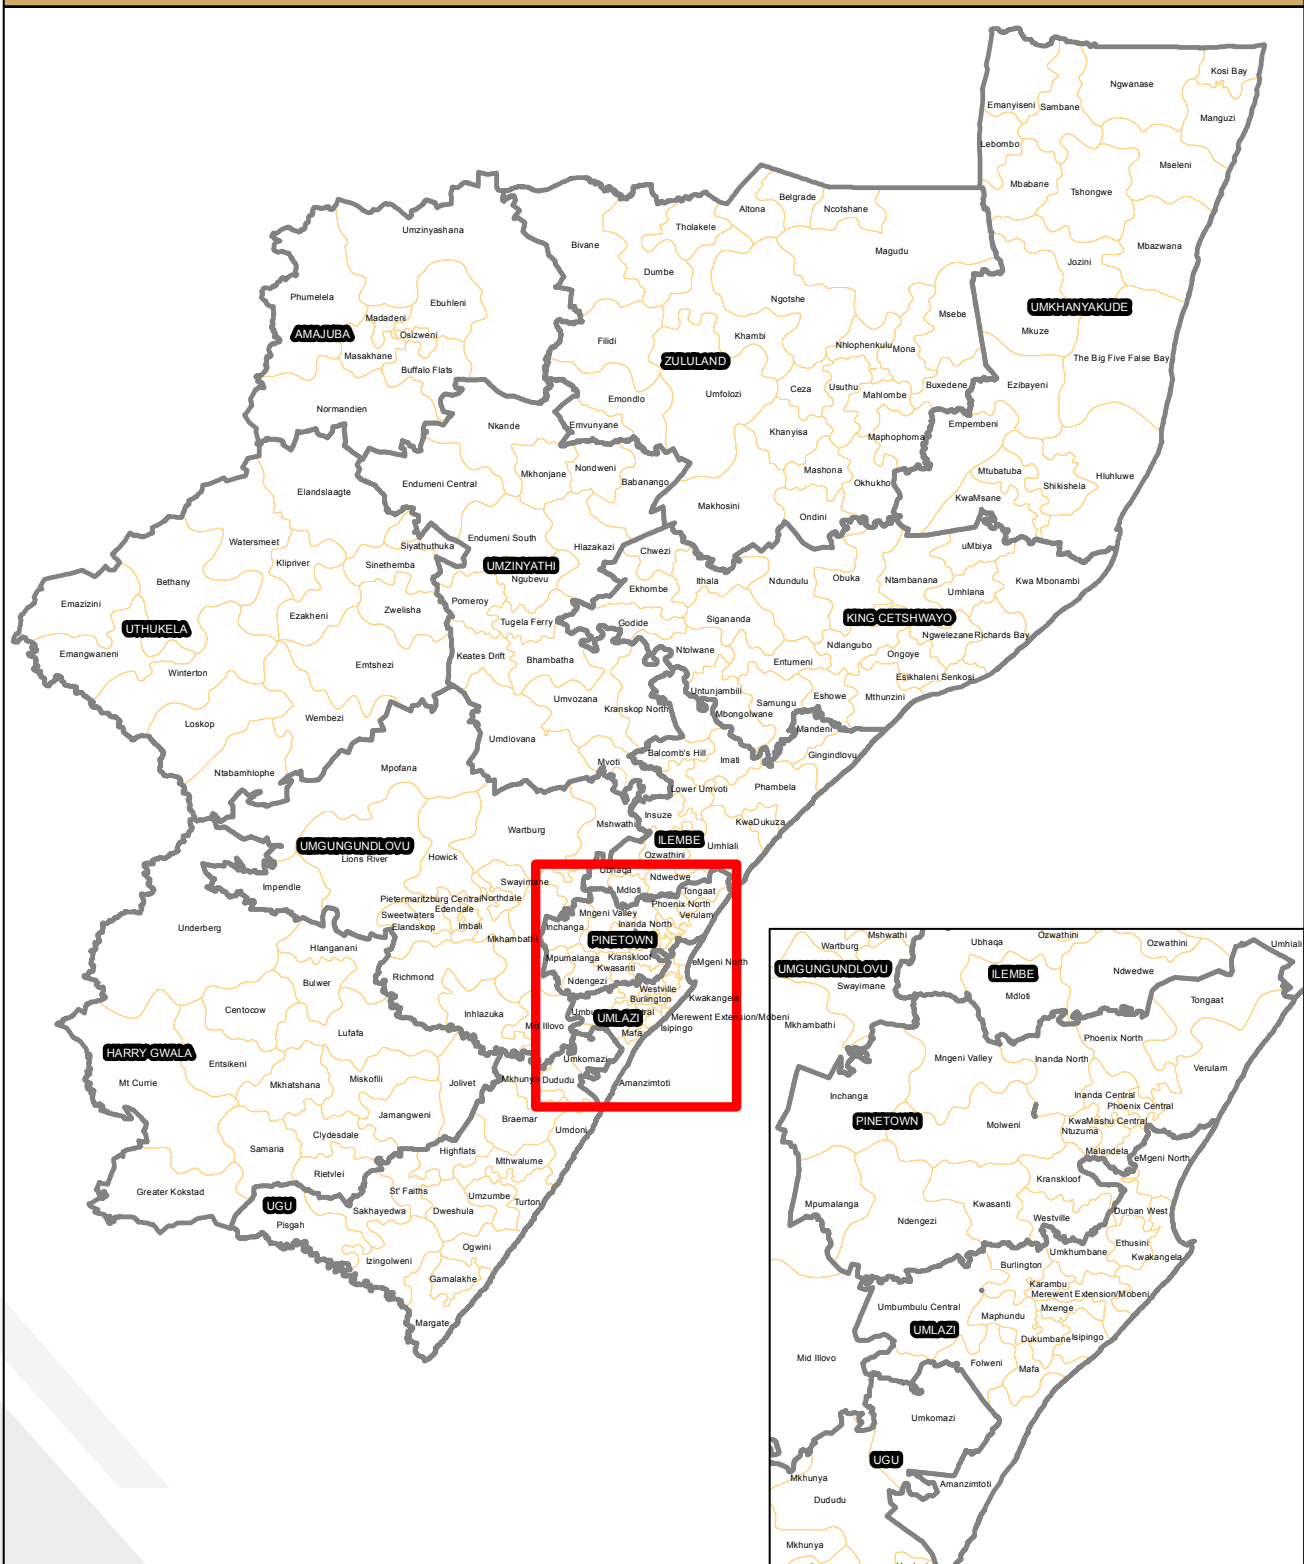 Kosi Bay
Ngwanase
Emanyiseni
Sambane
Manguzi
Lebombo
Mseleni
Mbabane
Tshongwe
Belgrade
Altona
Ncotshane
Tholakele
Umzinyashana
Bivane
Magudu
Mbazwana
Jozini
Dumbe
Phumelela
Ebuhleni
Ngotshe
UMKHANYAKUDE
Madadeni
Msebe
AMAJUBA
Osizweni
Mkuze
Filidi
Khambi
Nhlophenkulu
Mona
Masakhane
ZULULAND
The Big Five False Bay
Buffalo Flats
Emondlo
Umfolozi
Ceza
Usuthu
Mahlombe
Buxedene
Ezibayeni
Normandien
Nkande
Emvunyane
Khanyisa
Maphophoma
Empembeni
Mkhonjane
Nondweni
Mashona
Mtubatuba
Hluhluwe
Endumeni Central
Babanango
Okhukho
Shikishela
Elandslaagte
KwaMsane
Makhosini
Ondini
Watersmeet
Siyathuthuka
Endumeni South
Hlazakazi
Chwezi
uMbiya
Klipriver
Sinethemba
UMZINYATHI
Ngubevu
Bethany
Ekhombe
Ithala
Ndundulu
Obuka
Ntambanana
Kwa Mbonambi
Umhlana
Emazizini
Ezakheni
Zwelisha
Pomeroy
Tugela Ferry
Godide
Sigananda
KING CETSHWAYO
UTHUKELA
Ngwelezane
Richards Bay
Emangwaneni
Keates Drift
Bhambatha
Ntolwane
Ndlangubo
Ongoye
Winterton
Emtshezi
Entumeni
Esikhaleni Senkosi
Untunjambili
Samungu
Eshowe
Mthunzini
Umvozana
Kranskop North
Mbongolwane
Loskop
Wembezi
Mandeni
Umdlovana
Balcomb's Hill
Imati
Gingindlovu
Mvoti
Ntabamhlophe
Mpofana
Lower Umvoti
Phambela
Insuze
KwaDukuza
Wartburg
Mshwathi
ILEMBE
Umhlali
UMGUNGUNDLOVU
Lions River
Howick
Ozwathini
Ubhaqa
Ndwedwe
Swayimane
Mdloti
Tongaat
Impendle
Pietermaritzburg Central
Northdale
Phoenix North
Edendale
Sweetwaters
Mngeni Valley
Verulam
Elandskop
Imbali
Inchanga
Inanda North
Underberg
PINETOWN
Mkhambathi
Hlanganani
Mpumalanga
Kranskloof
eMgeni North
Kwasanti
Richmond
Ndengezi
Bulwer
Westville
Burlington
Kwakangela
Centocow
Inhlazuka
UMLAZI
Merewent Extension/Mobeni
Mid Illovo
Isipingo
Lufafa
Mafa
HARRY GWALA
Umkomazi
Entsikeni
Mt Currie
Mkhatshana
Miskofili
Jolivet
Mkhunya
Dududu
Amanzimtoti
Jamangweni
Braemar
Umdoni
Clydesdale
Samaria
Highflats
Mthwalume
Rietvlei
Greater Kokstad
St' Faiths
Umzumbe
Turton
UGU
Sakhayedwa
Dweshula
Pisgah
Ogwini
Izingolweni
Gamalakhe
Margate
Mshwathi
Ubhaqa
Ozwathini
Ozwathini
Umhlali
Wartburg
UMGUNGUNDLOVU
ILEMBE
Ndwedwe
Swayimane
Mdloti
Tongaat
Mkhambathi
Phoenix North
Mngeni Valley
Inanda North
Verulam
Inchanga
Inanda Central
Phoenix Central
PINETOWN
Molweni
KwaMashu Central
Ntuzuma
Malandela
eMgeni North
Kranskloof
Mpumalanga
Kwasanti
Ndengezi
Westville
Durban West
Ethusini
Umkhumbane
Kwakangela
Burlington
Karambu
Merewent Extension/Mobeni
Umbumbulu Central
Mxenge
Maphundu
UMLAZI
Dukumbane
Isipingo
Mid Illovo
Folweni
Mafa
Umkomazi
UGU
Mkhunya
Amanzimtoti
Dududu
Mkhunya